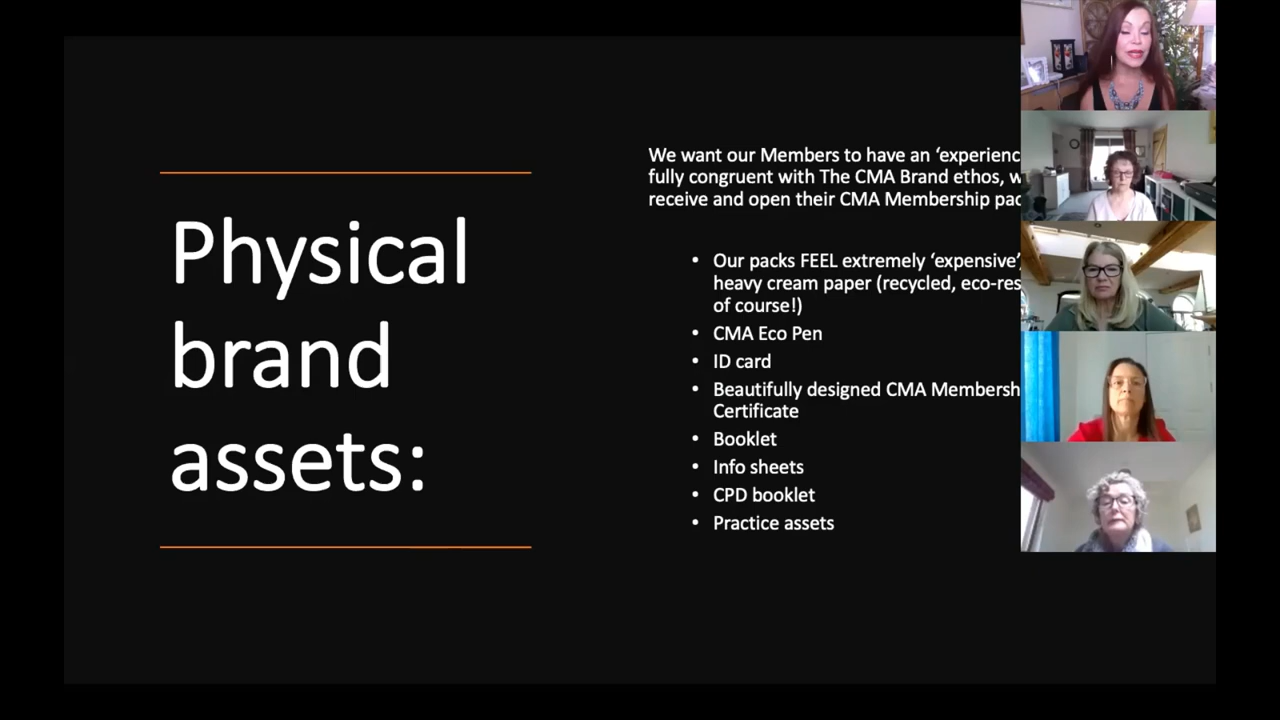 Physical
brand
assets:
We want our Members to have an ‘experienc
fully congruent with The CMA Brand ethos, w
receive and open their CMA Membership pac
• Our packs FEEL extremely ‘expensive’,
heavy cream paper (recycled, eco-res
of course!)
• CMA Eco Pen
• ID card
• Beautifully designed CMA Membersh
Certificate
• Booklet
• Info sheets
• CPD booklet
• Practice assets